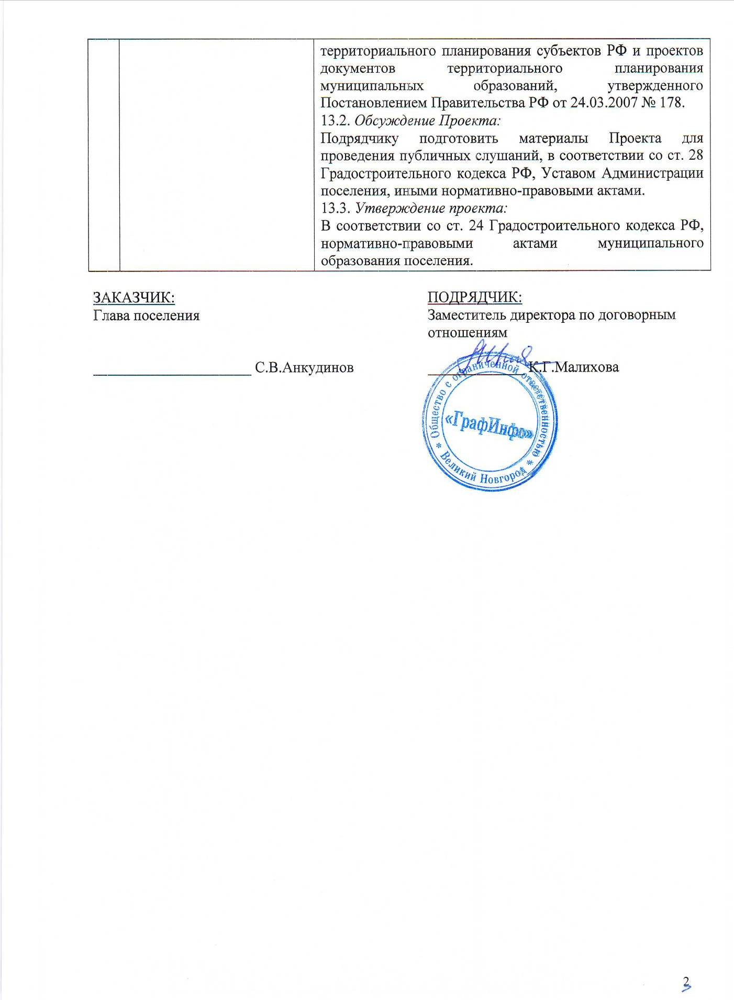 территориального планирования субъектов РФ и проектов
документов территориального планирования
муниципальных образований, утвержденного
Постановлением Правительства РФ от 24.03.2007 № 178.
13.2. Обсуждение Проекта:
Подрядчику подготовить материалы Проекта для
проведения публичных слушаний, в соответствии со ст. 28
Градостроительного кодекса РФ, Уставом Администрации
поселения, иными нормативно-правовыми актами.
13.3. Утверждение проекта:
В соответствии со ст. 24 Градостроительного кодекса РФ,
нормативно-правовыми актами муниципального
образования поселения.
ЗАКАЗЧИК:
Глава поселения
С.В.Анкудинов
ПОДРЯДЧИК:
Заместитель директора по договорным
отношениям
К.Г.Малихова
* Общество с ограниченной ответственностью *
«ГрафИнфо»
Великий Новгород
2